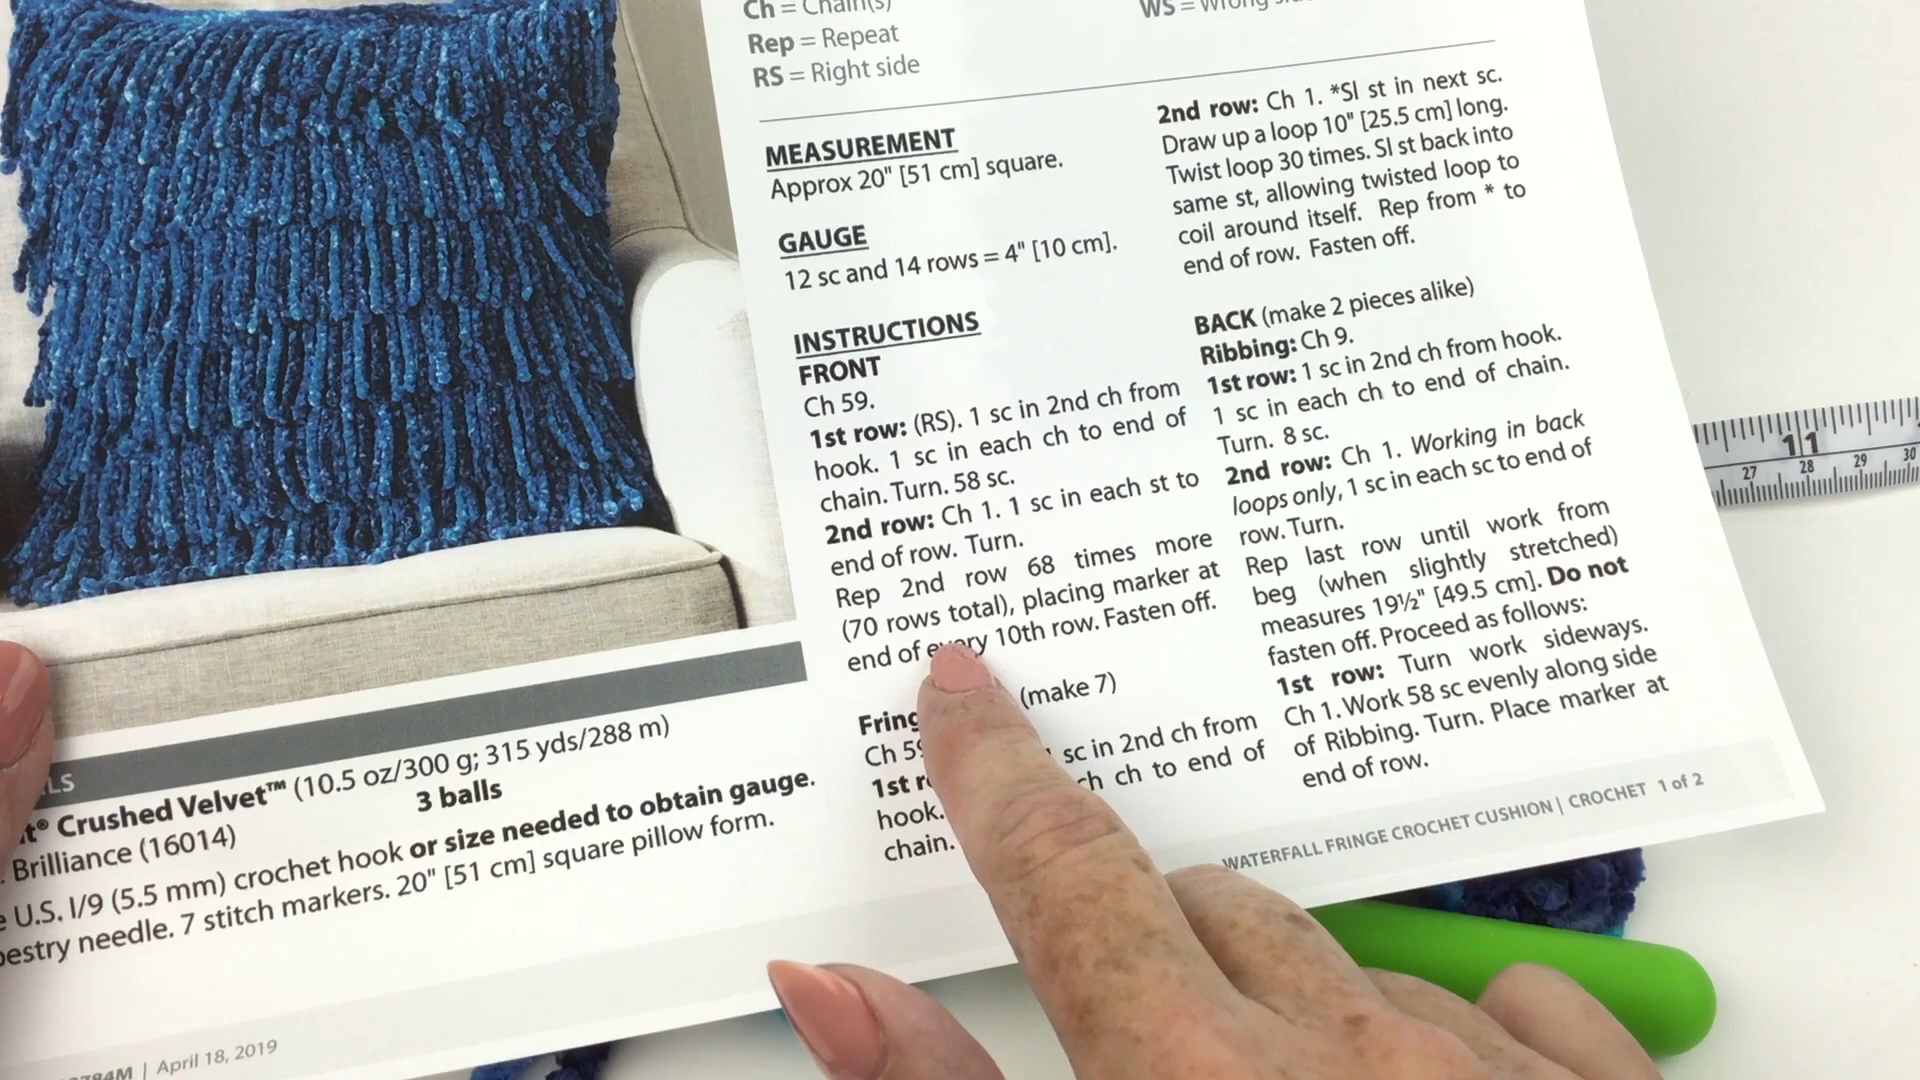 Ch = Chain(s)
Rep = Repeat
RS = Right side
WS = Wrong
MEASUREMENT
Approx 20" [51 cm] square.
GAUGE
12 sc and 14 rows = 4" [10 cm].
INSTRUCTIONS
FRONT
Ch 59.
1st row: (RS). 1 sc in 2nd ch from
hook. 1 sc in each ch to end of
chain. Turn. 58 sc.
2nd row: Ch 1. 1 sc in each st to
end of row. Turn.
Rep 2nd row 68 times more
(70 rows total), placing marker at
end of every 10th row. Fasten off.
(make 7)
Ch
sc in 2nd ch from
hook. ch to end of
chain.
2nd row: Ch 1. *Sl st in next sc.
Draw up a loop 10" [25.5 cm] long.
Twist loop 30 times. Sl st back into
same st, allowing twisted loop to
coil around itself. Rep from * to
end of row. Fasten off.
BACK (make 2 pieces alike)
Ribbing: Ch 9.
1st row: 1 sc in 2nd ch from hook.
1 sc in each ch to end of chain.
Turn. 8 sc.
2nd row: Ch 1. Working in back
loops only, 1 sc in each sc to end of
row. Turn.
Rep last row until work from
beg (when slightly stretched)
measures 19½" [49.5 cm]. Do not
fasten off. Proceed as follows:
1st row: Turn work sideways.
Ch 1. Work 58 sc evenly along side
of Ribbing. Turn. Place marker at
end of row.
LS
t® Crushed Velvet™ (10.5 oz/300 g; 315 yds/288 m)
Brilliance (16014) 3 balls
U.S. I/9 (5.5 mm) crochet hook or size needed to obtain gauge.
needle. 7 stitch markers. 20" [51 cm] square pillow form.
WATERFALL FRINGE CROCHET CUSHION | CROCHET 1 of 2
April 18, 2019
11
27 28 29 30